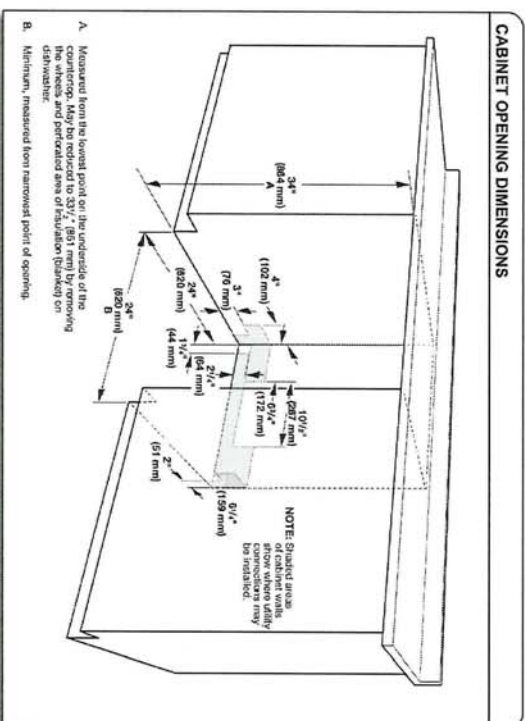 CABINET OPENING DIMENSIONS
34"
(864 mm)
A
4"
(102 mm)
3"
(76 mm)
24"
(620 mm)
1³/₄"
(44 mm)
(64 mm)
10¹/₂"
(267 mm)
6³/₄"
(172 mm)
6¹/₄"
(159 mm)
2"
(51 mm)
24"
(620 mm)
B
NOTE: Shaded areas
of cabinet walls
show where utility
connections may
be installed.
A. Measured from the lowest point on the underside of the
countertop. May be reduced to 33¹/₂" (851 mm) by removing
the wheels and perforated area of insulation (blanket) on
dishwasher.
B. Minimum, measured from narrowest point of opening.